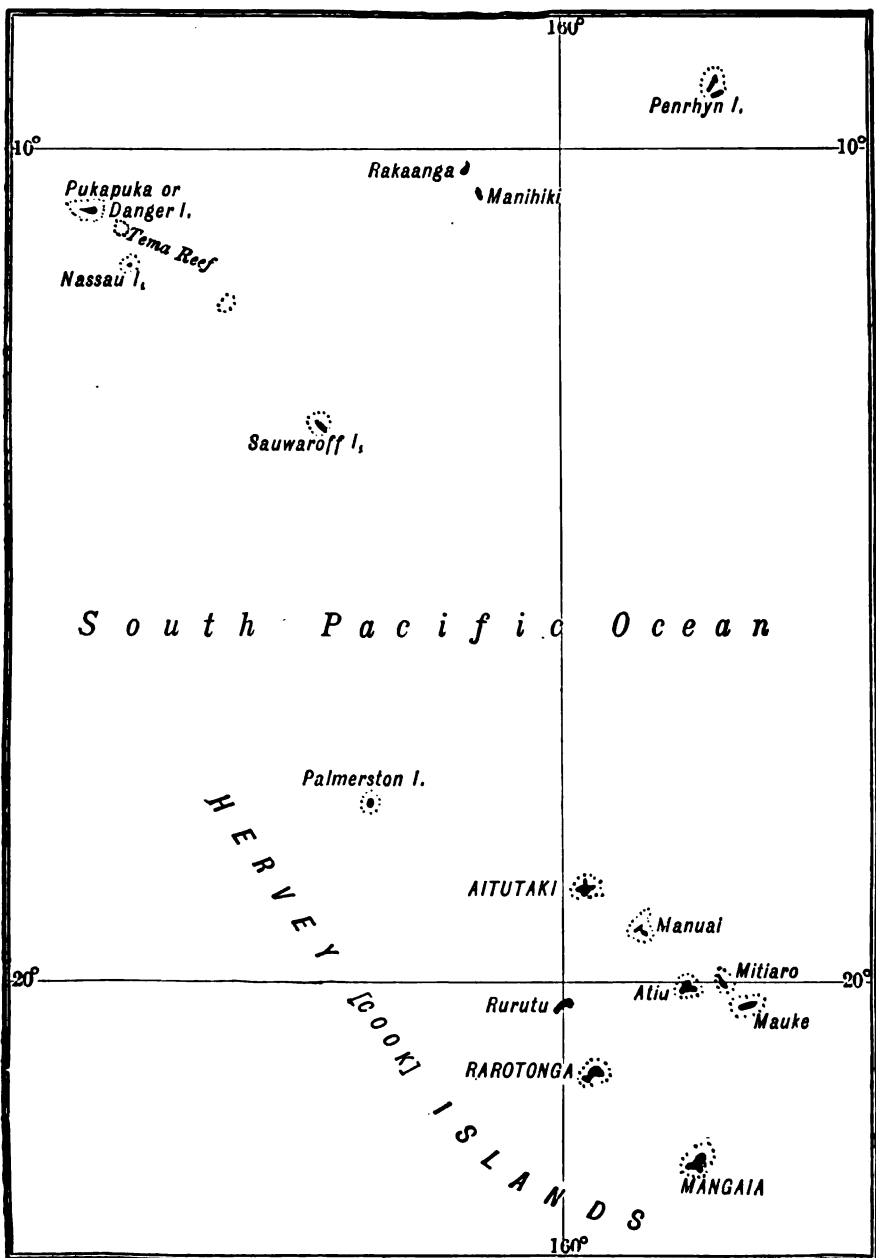 160°
Penrhyn I.
10°
10°
Rakaanga
Manihiki
Pukapuka or
Danger I.
Tema Reef
Nassau I.
Sauwaroff I.
South Pacific Ocean
Palmerston I.
HERVEY [COOK] ISLANDS
AITUTAKI
Manuai
20°
20°
Mitiaro
Atiu
Rurutu
Mauke
RAROTONGA
MANGAIA
160°